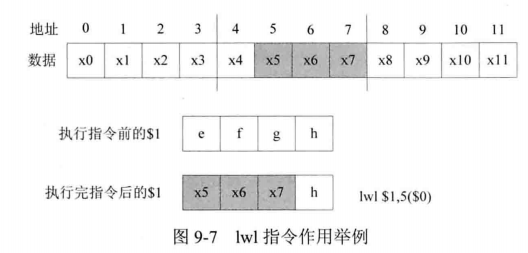 地址 0 1 2 3 4 5 6 7 8 9 10 11
数据 x0 x1 x2 x3 x4 x5 x6 x7 x8 x9 x10 x11
执行指令前的$1 e f g h
执行完指令后的$1 x5 x6 x7 h lwl $1,5($0)
图 9-7 lwl 指令作用举例